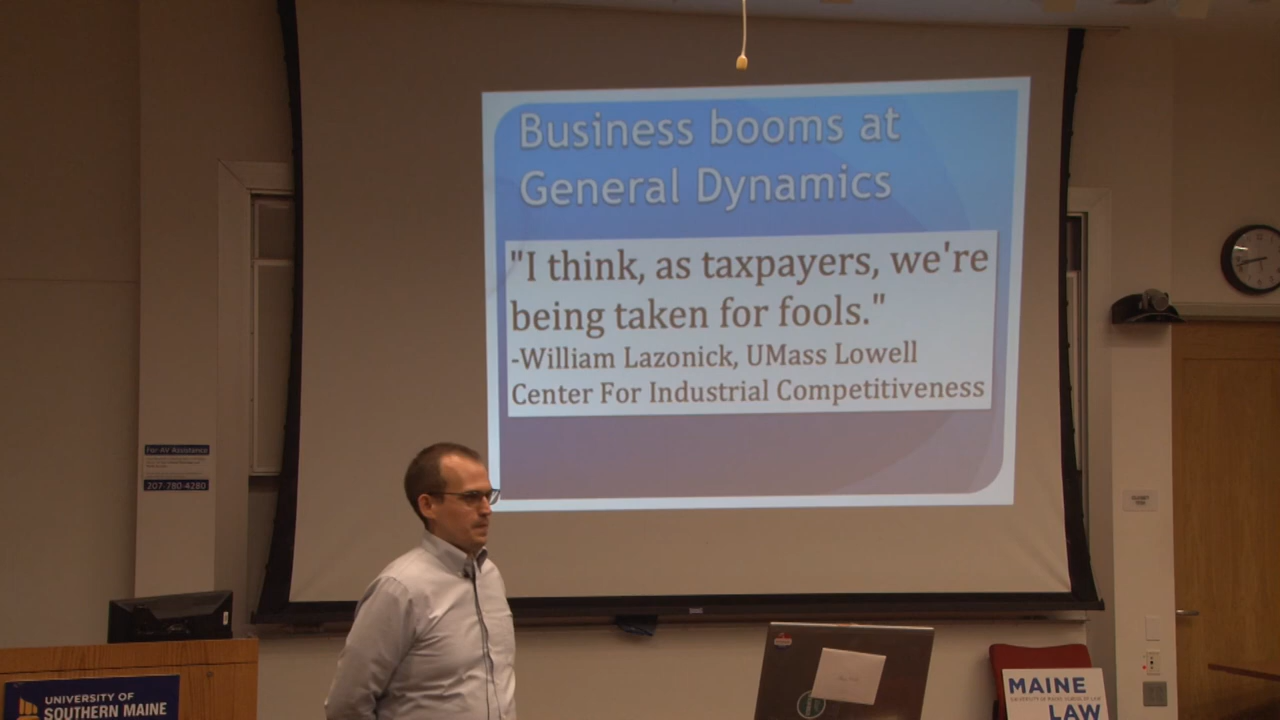 Business booms at
General Dynamics
"I think, as taxpayers, we're
being taken for fools."
-William Lazonick, UMass Lowell
Center For Industrial Competitiveness
For AV Assistance
207-780-4280
UNIVERSITY OF
SOUTHERN MAINE
MAINE
LAW